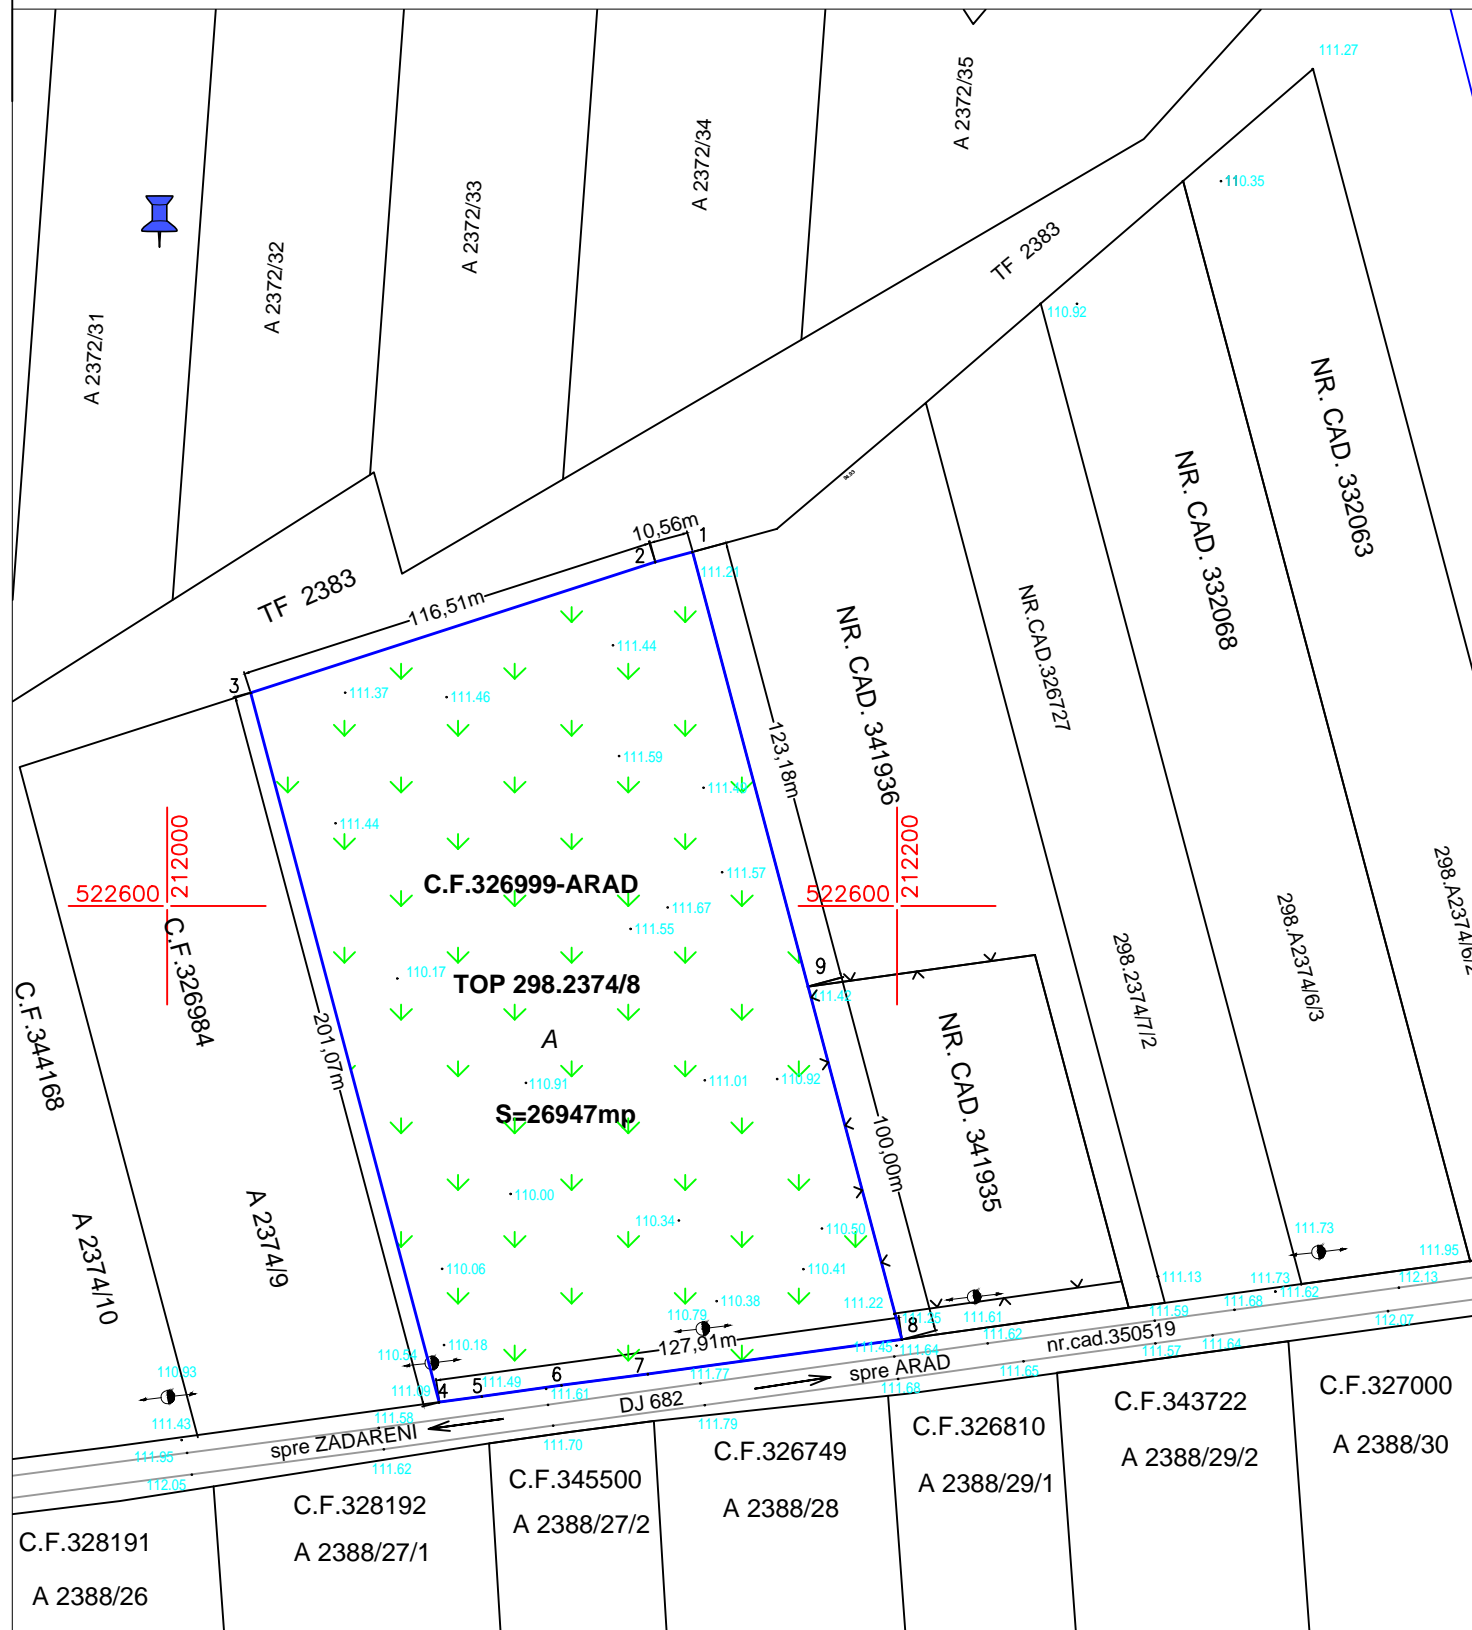 111.27
A 2372/35
A 2372/34
110.35
A 2372/33
A 2372/32
TF 2383
A 2372/31
110.92
NR. CAD. 332063
NR. CAD. 332068
10,56m
1
2
111.21
TF 2383
116,51m
NR.CAD.326727
NR. CAD. 341936
111.44
3
111.37
111.46
111.59
123,18m
111.44
212000
212200
C.F.326999-ARAD
111.57
522600
522600
111.67
111.55
298.A2374/6/2
298.A2374/6/3
298.2374/7/2
C.F.326984
9
110.17
TOP 298.2374/8
11.42
A
C.F.344168
201,07m
NR. CAD. 341935
110.91
111.01
110.92
S=26947mp
100,00m
110.00
110.34
110.50
111.73
A 2374/9
A 2374/10
110.06
110.41
111.95
111.13
111.73
112.13
110.38
111.22
111.62
110.79
111.25
111.61
111.59
111.68
112.07
8
127,91m
110.18
111.45
111.64
111.62
nr.cad.350519
111.64
110.54
111.57
110.93
7
6
111.77
spre ARAD
111.65
111.09
4
5
111.49
111.61
DJ 682
111.68
111.43
111.58
111.79
spre ZADARENI
111.70
111.95
111.62
112.05
C.F.327000
C.F.343722
C.F.326810
A 2388/30
C.F.326749
A 2388/29/2
C.F.345500
A 2388/29/1
C.F.328192
A 2388/28
A 2388/27/2
C.F.328191
A 2388/27/1
A 2388/26